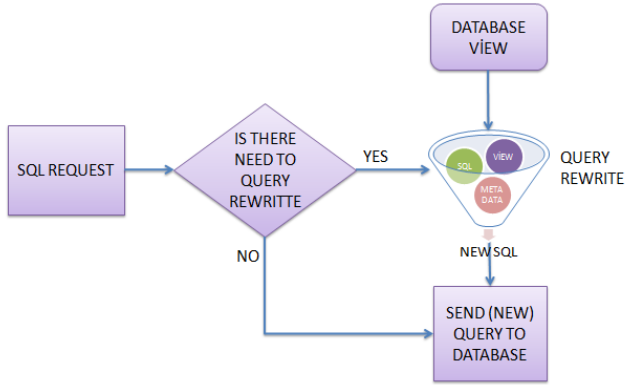 DATABASE
VİEW
SQL REQUEST
IS THERE
NEED TO
QUERY
REWRITTE
YES
SQL
VİEW
META
DATA
QUERY
REWRITE
NO
NEW SQL
SEND (NEW)
QUERY TO
DATABASE